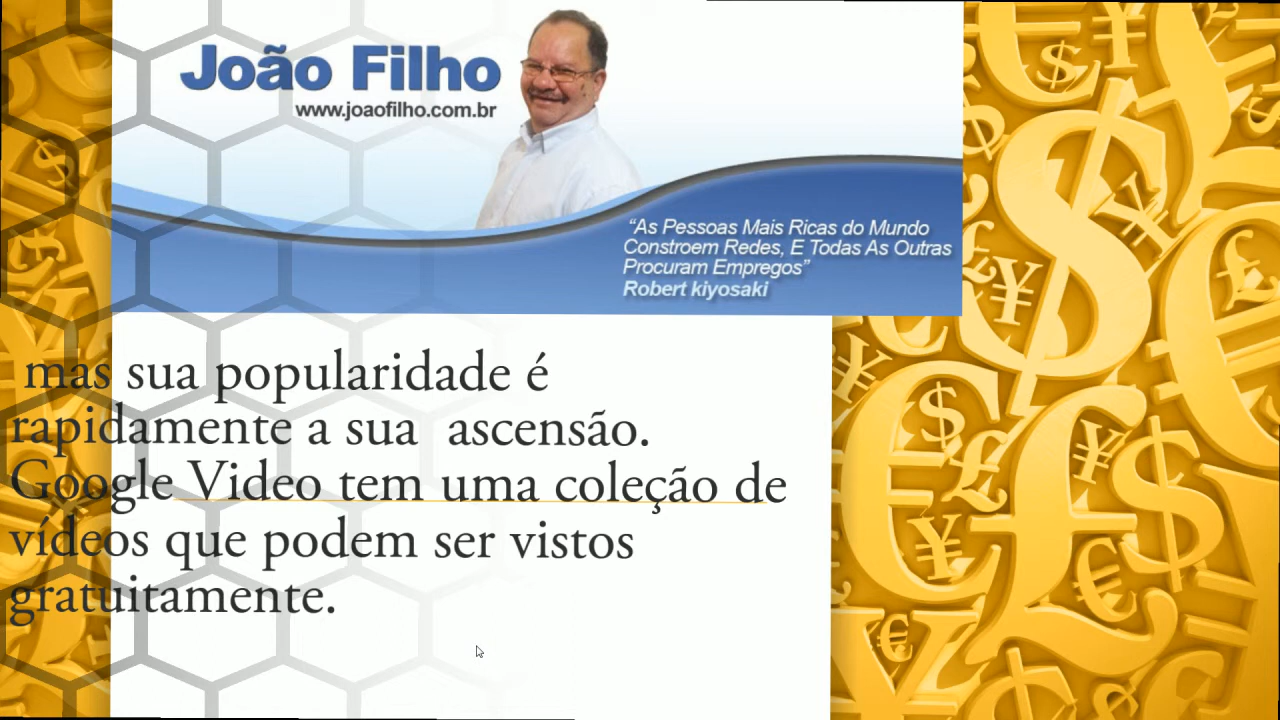 João Filho
www.joaofilho.com.br
“As Pessoas Mais Ricas do Mundo
Constroem Redes, E Todas As Outras
Procuram Empregos”
Robert kiyosaki
mas sua popularidade é
rapidamente a sua ascensão.
Google Video tem uma coleção de
vídeos que podem ser vistos
gratuitamente.